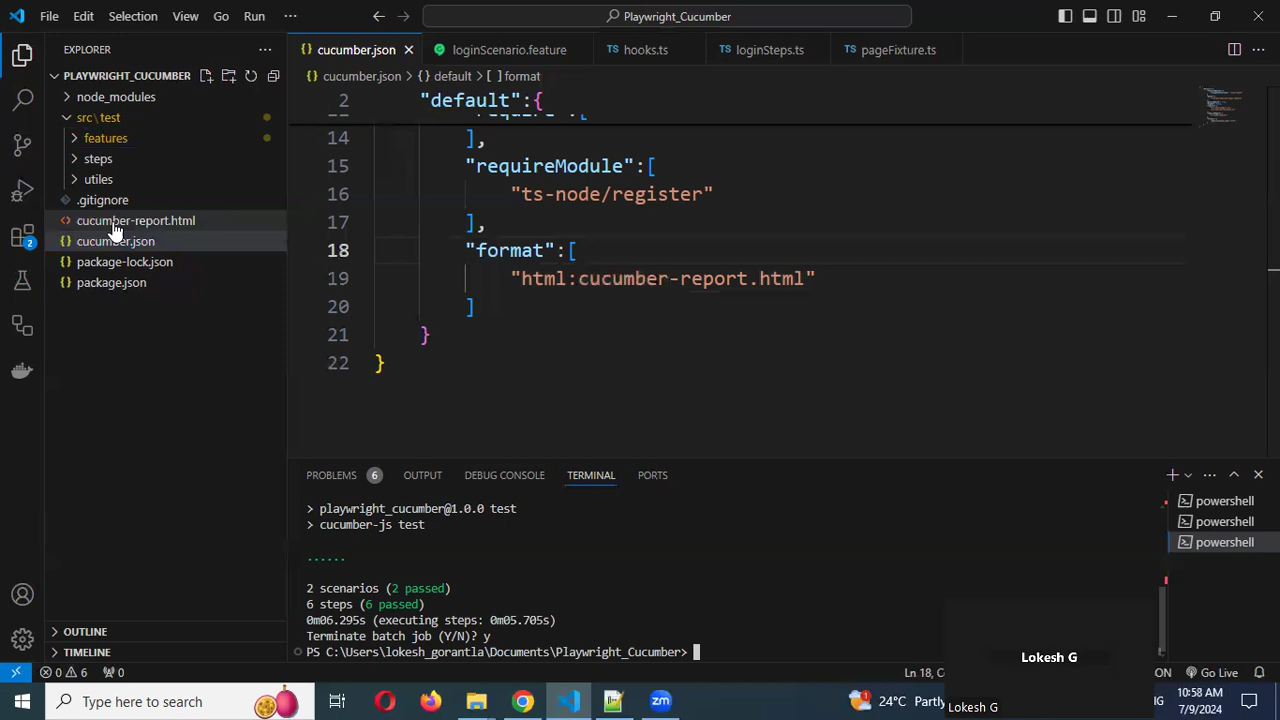 File Edit Selection View Go Run ··· Playwright_Cucumber
EXPLORER
PLAYWRIGHT_CUCUMBER
node_modules
src\test
features
steps
utiles
.gitignore
cucumber-report.html
cucumber.json
package-lock.json
package.json
OUTLINE
TIMELINE
2
cucumber.json loginScenario.feature TS hooks.ts TS loginSteps.ts TS pageFixture.ts
cucumber.json > {} default > [] format
2 "default":{
14 ],
15 "requireModule":[
16 "ts-node/register"
17 ],
18 "format":[
19 "html:cucumber-report.html"
20 ]
21 }
22 }
PROBLEMS 6 OUTPUT DEBUG CONSOLE TERMINAL PORTS
> playwright_cucumber@1.0.0 test
> cucumber-js test
......
2 scenarios (2 passed)
6 steps (6 passed)
0m06.295s (executing steps: 0m05.705s)
Terminate batch job (Y/N)? y
PS C:\Users\lokesh_gorantla\Documents\Playwright_Cucumber>
powershell
powershell
powershell
Lokesh G
0 6 0 Ln 18, Go Live
Type here to search 24°C Partly
Lokesh G
10:58 AM
7/9/2024